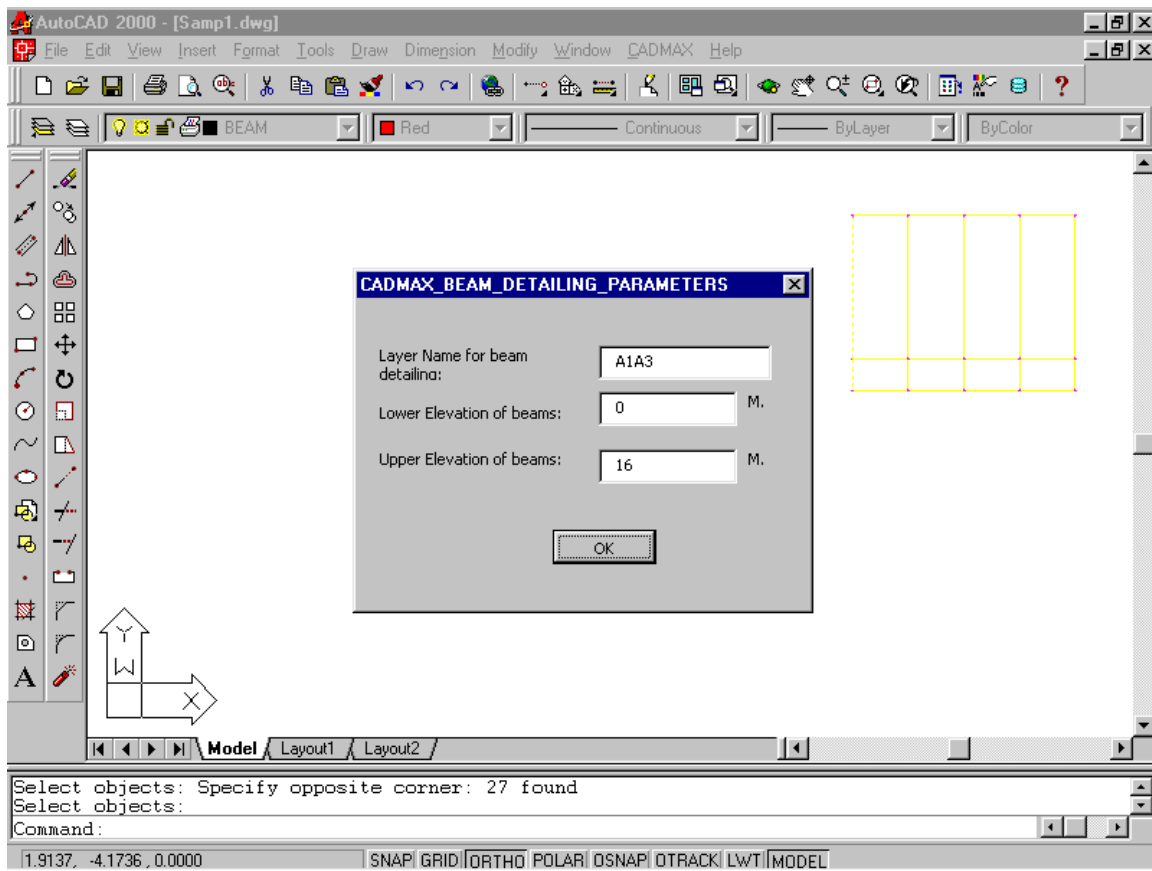 AutoCAD 2000 - [Samp1.dwg]
File Edit View Insert Format Tools Draw Dimension Modify Window CADMAX Help
BEAM Red Continuous ByLayer ByColor
CADMAX_BEAM_DETAILING_PARAMETERS
Layer Name for beam
detailing:
A1A3
Lower Elevation of beams: 0 M.
Upper Elevation of beams: 16 M.
OK
A
Y
W
X
Model Layout1 Layout2
Select objects: Specify opposite corner: 27 found
Select objects:
Command:
1.9137, -4.1736 , 0.0000 SNAP GRID ORTHO POLAR OSNAP OTRACK LWT MODEL